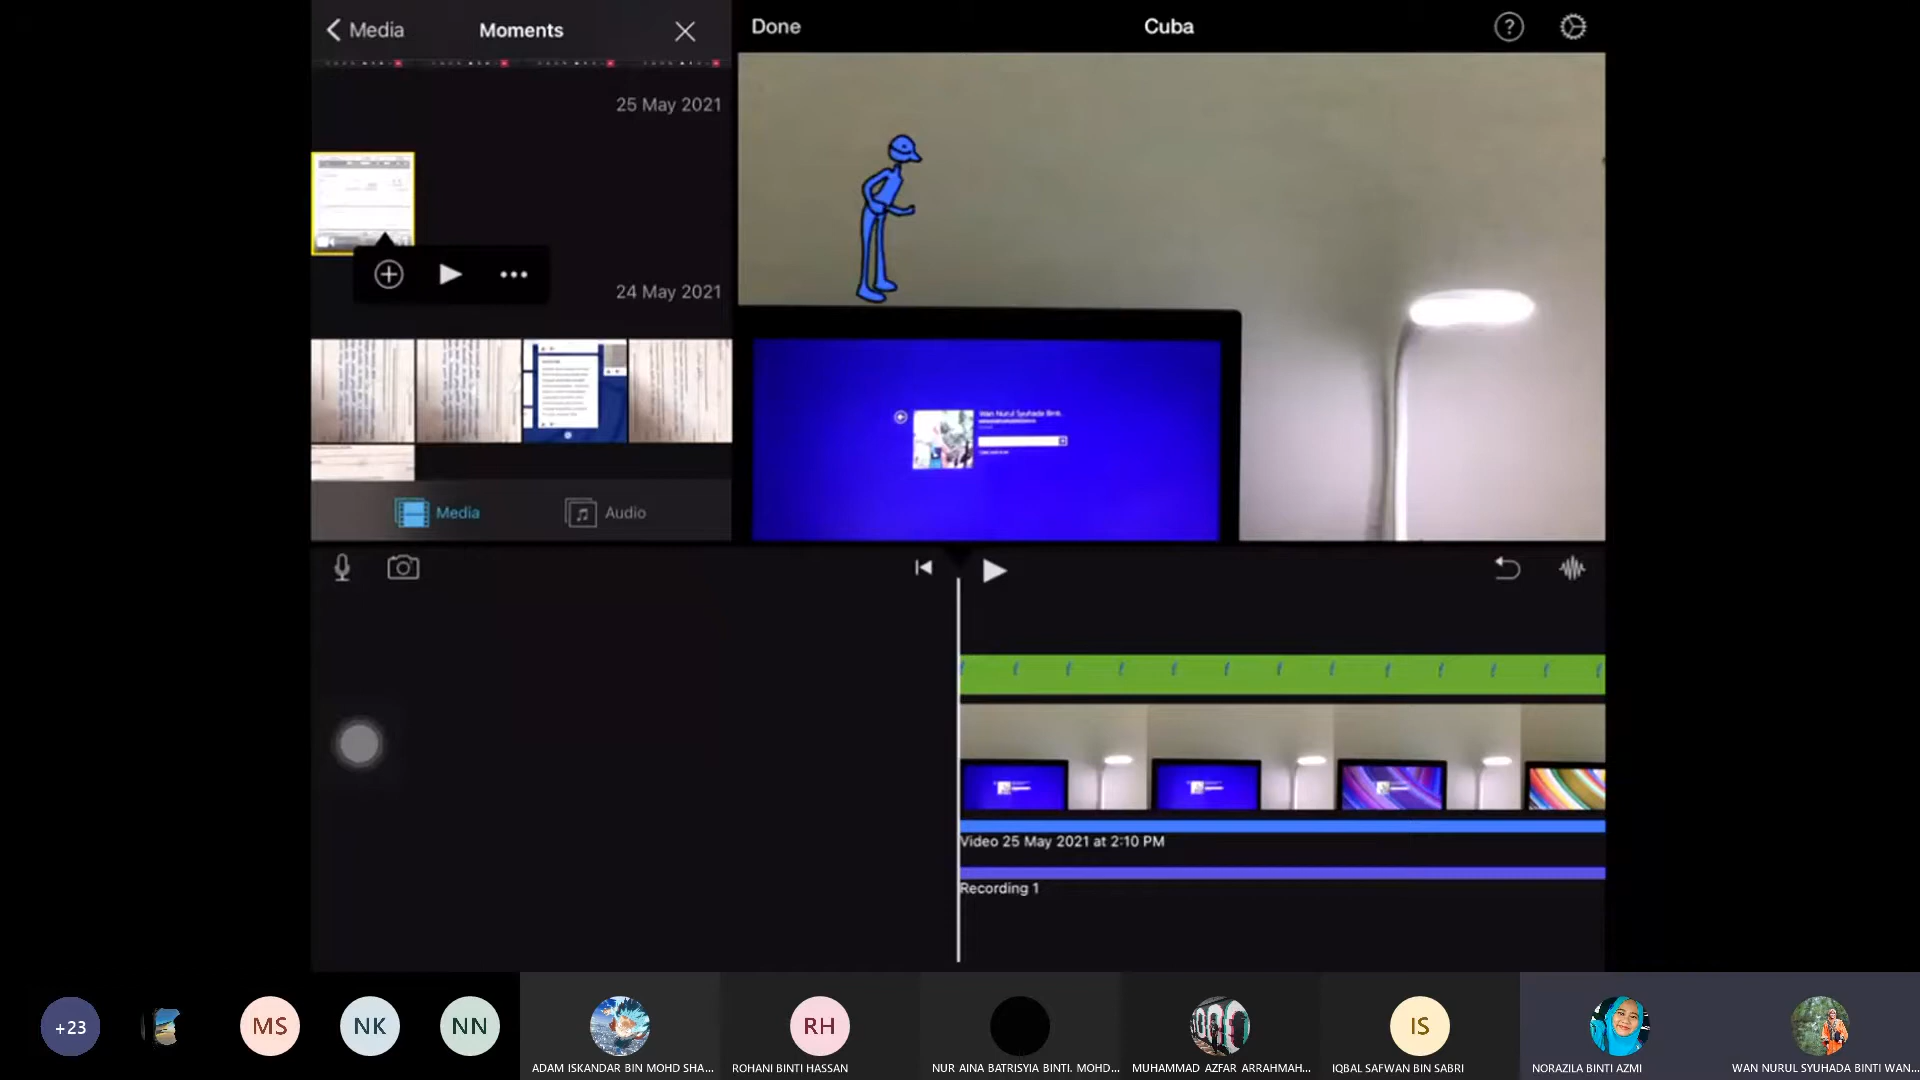 Media
Moments
Done
Cuba
?
25 May 2021
24 May 2021
Media
Audio
Video 25 May 2021 at 2:10 PM
Recording 1
+23
MS
NK
NN
RH
IS
ADAM ISKANDAR BIN MOHD SHA...
ROHANI BINTI HASSAN
NUR AINA BATRISYIA BINTI. MOHD...
MUHAMMAD AZFAR ARRAHMAH...
IQBAL SAFWAN BIN SABRI
NORAZILA BINTI AZMI
WAN NURUL SYUHADA BINTI WAN...